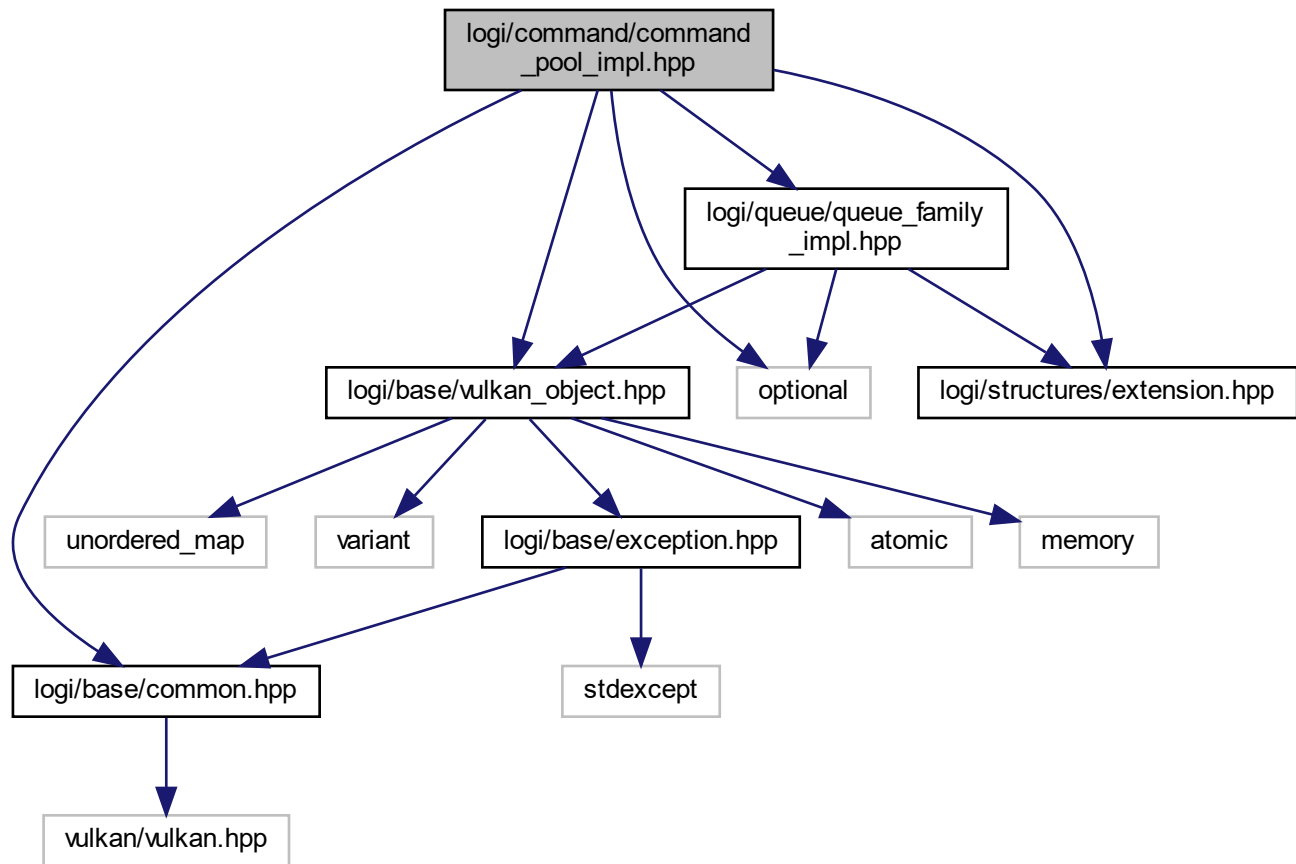 logi/command/command
_pool_impl.hpp
logi/queue/queue_family
_impl.hpp
logi/base/vulkan_object.hpp
optional
logi/structures/extension.hpp
unordered_map
variant
logi/base/exception.hpp
atomic
memory
logi/base/common.hpp
stdexcept
vulkan/vulkan.hpp